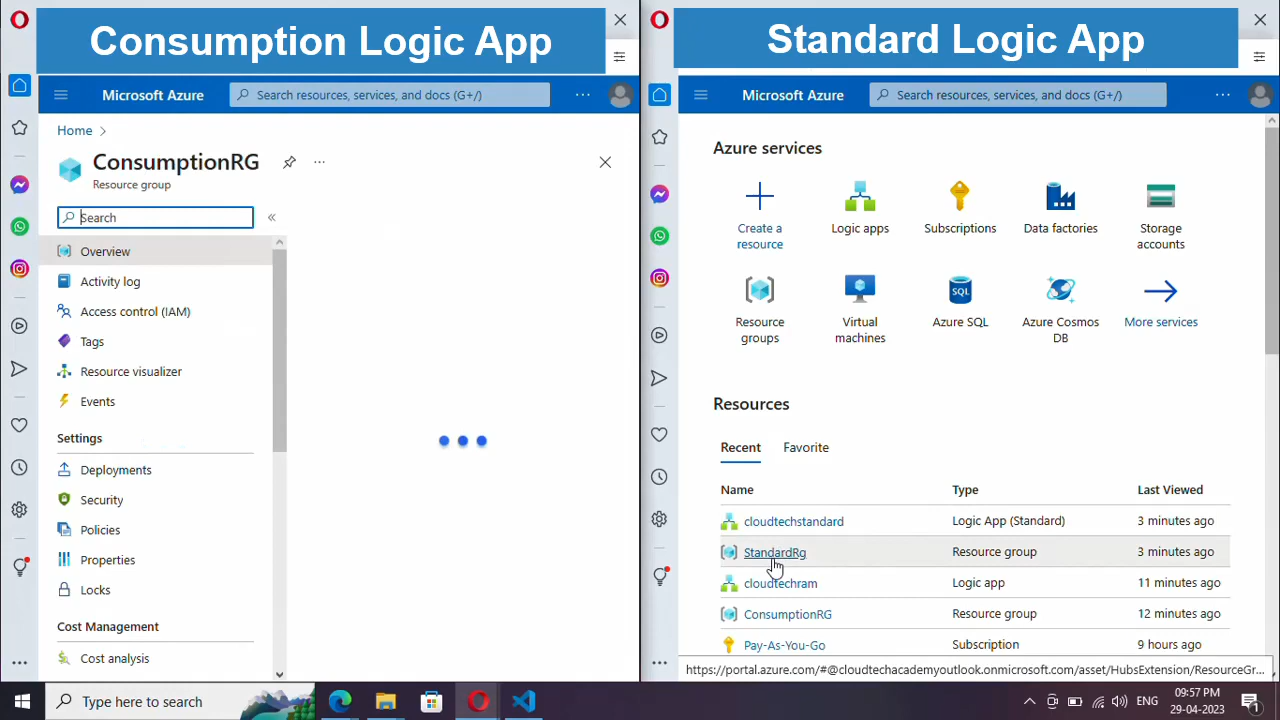 Consumption Logic App
Microsoft Azure
Search resources, services, and docs (G+/)
Home
ConsumptionRG
Resource group
Search
Overview
Activity log
Access control (IAM)
Tags
Resource visualizer
Events
Settings
Deployments
Security
Policies
Properties
Locks
Cost Management
Cost analysis
Standard Logic App
Microsoft Azure
Search resources, services, and docs (G+/)
Azure services
Create a resource
Logic apps
Subscriptions
Data factories
Storage accounts
Resource groups
Virtual machines
SQL
Azure SQL
Azure Cosmos DB
More services
Resources
Recent Favorite
Name Type Last Viewed
cloudtechstandard Logic App (Standard) 3 minutes ago
StandardRg Resource group 3 minutes ago
cloudtechram Logic app 11 minutes ago
ConsumptionRG Resource group 12 minutes ago
Pay-As-You-Go Subscription 9 hours ago
https://portal.azure.com/#@cloudtechacademyoutlook.onmicrosoft.com/asset/HubsExtension/ResourceGr...
Type here to search
ENG
09:57 PM
29-04-2023
1